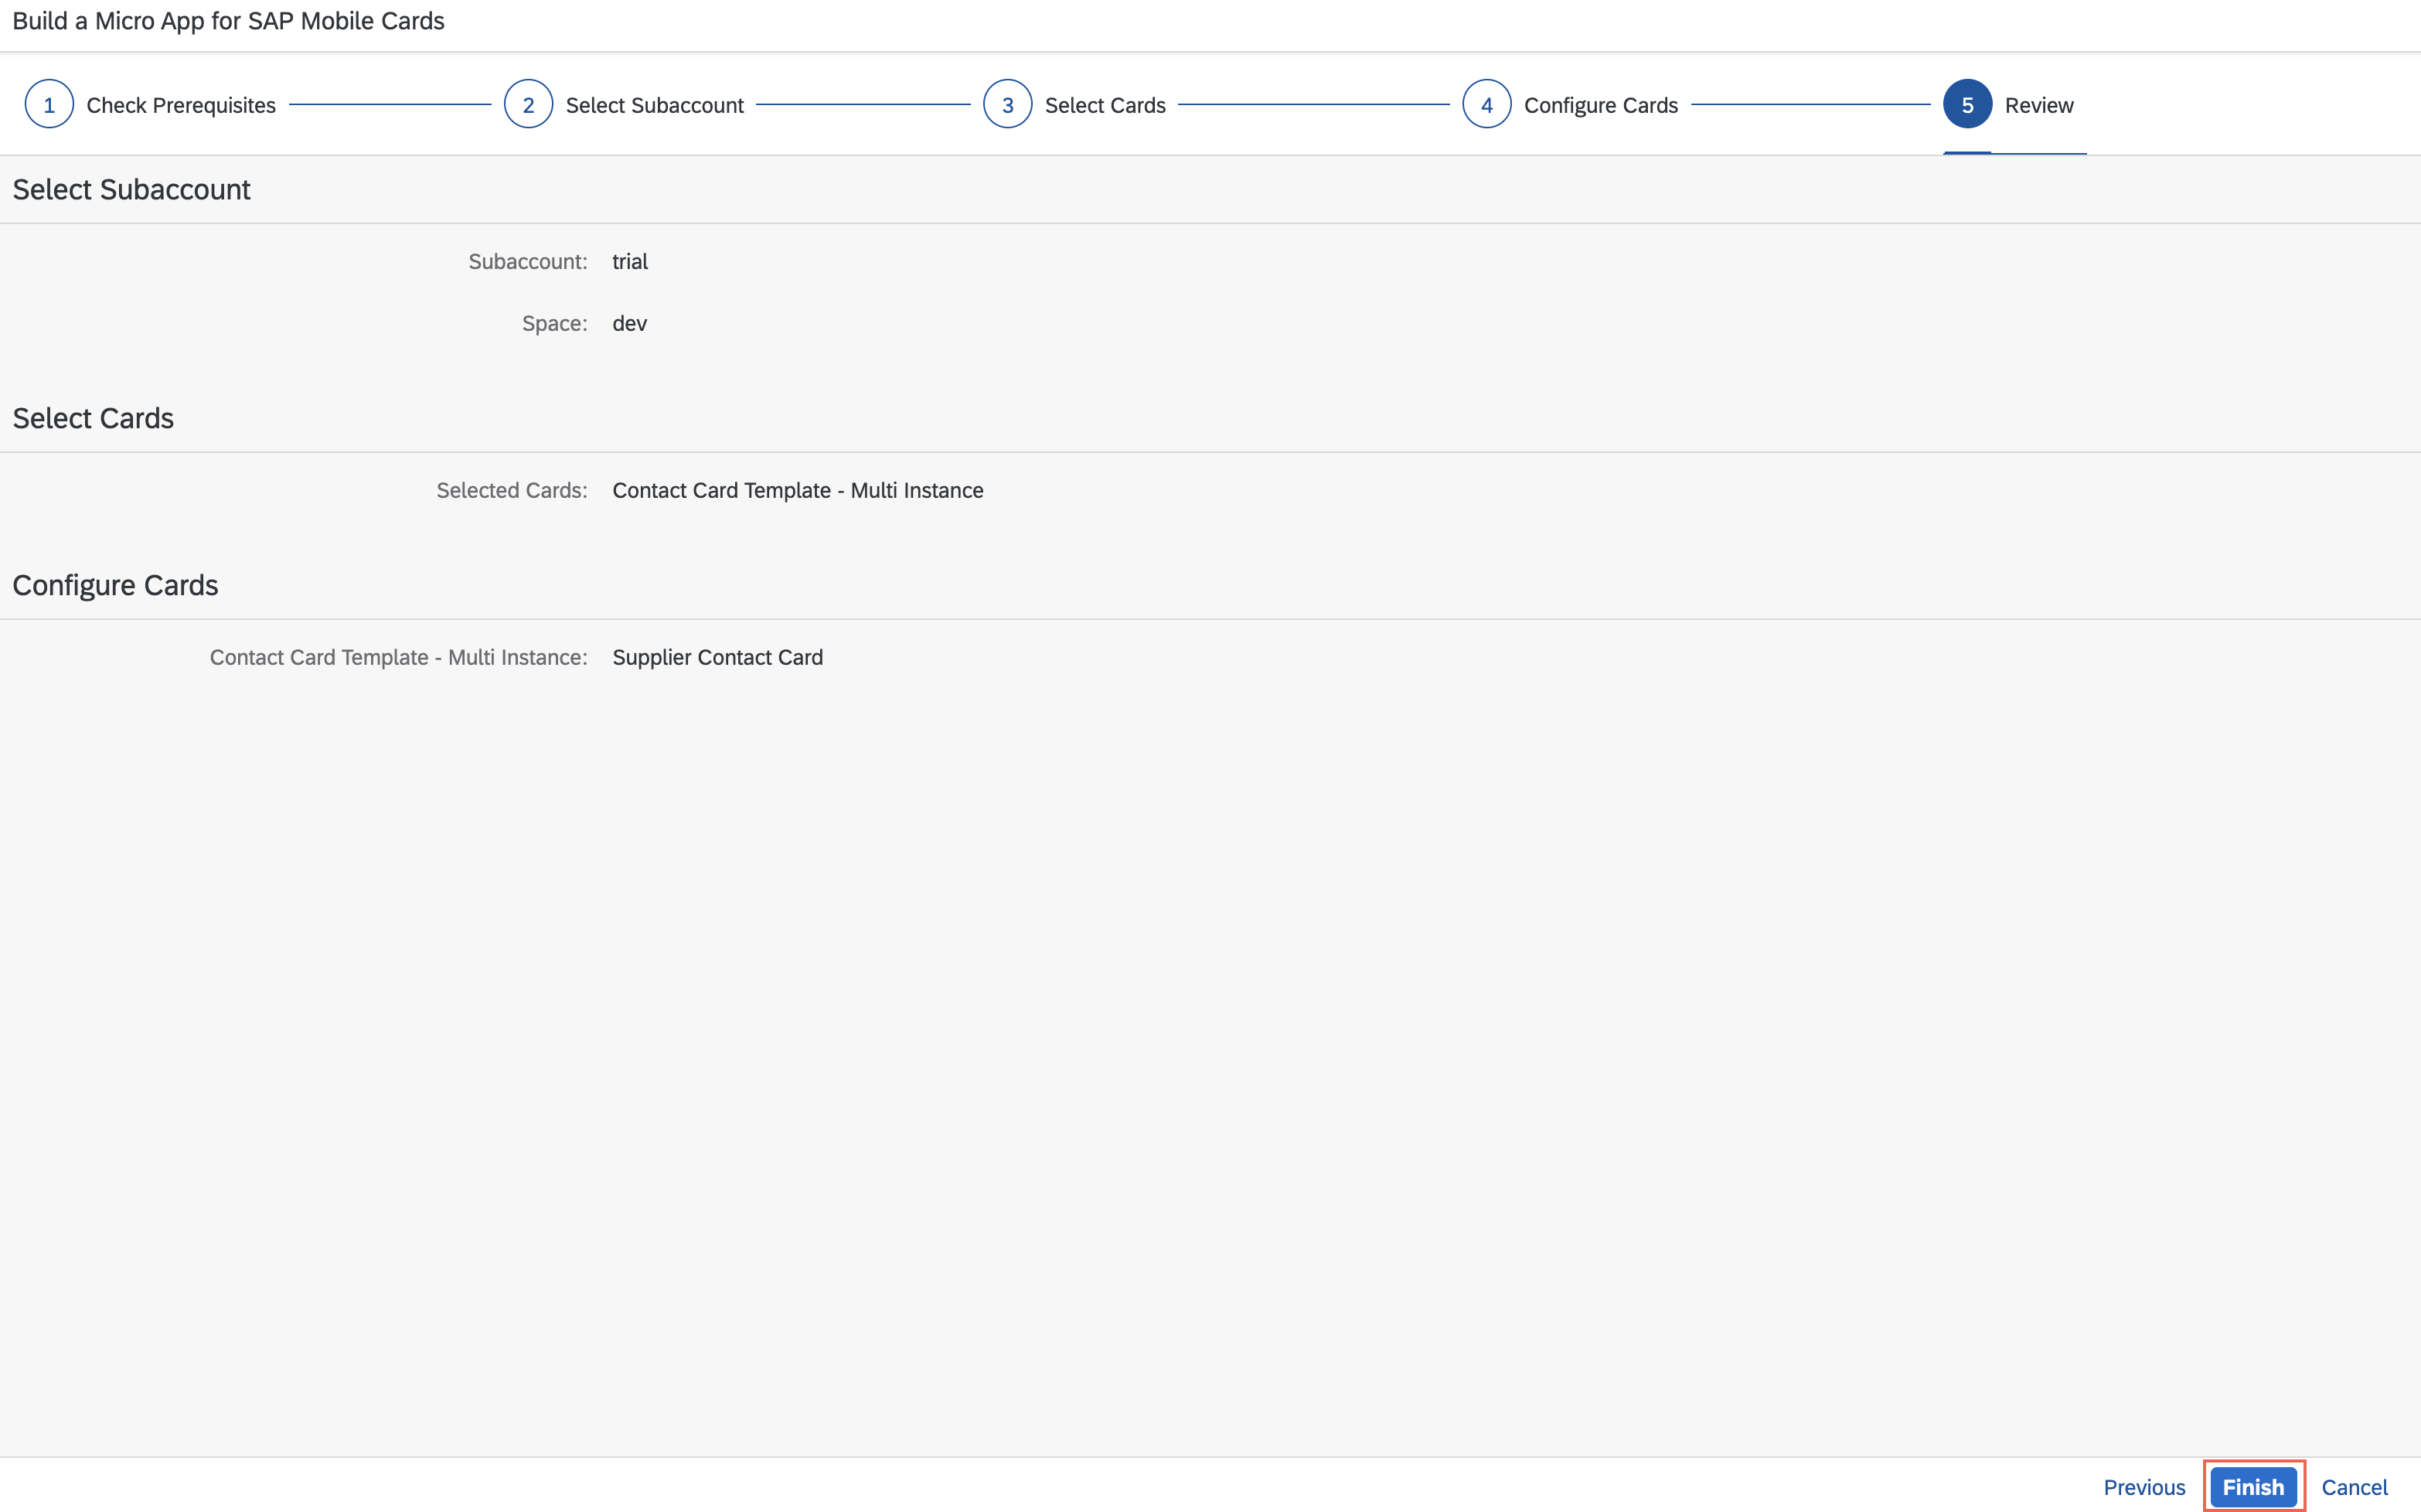 Build a Micro App for SAP Mobile Cards
1 Check Prerequisites 2 Select Subaccount 3 Select Cards 4 Configure Cards 5 Review
Select Subaccount
Subaccount: trial
Space: dev
Select Cards
Selected Cards: Contact Card Template - Multi Instance
Configure Cards
Contact Card Template - Multi Instance: Supplier Contact Card
Previous Finish Cancel